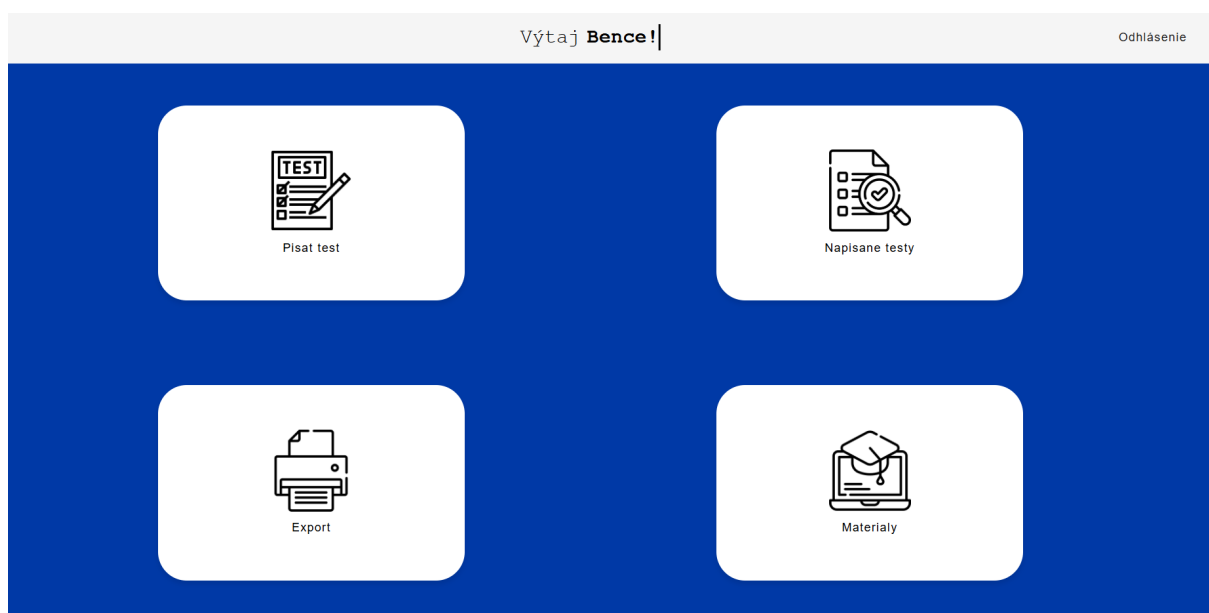 Výtaj Bence!
Odhlásenie
TEST
Pisat test
Napisane testy
Export
Materialy